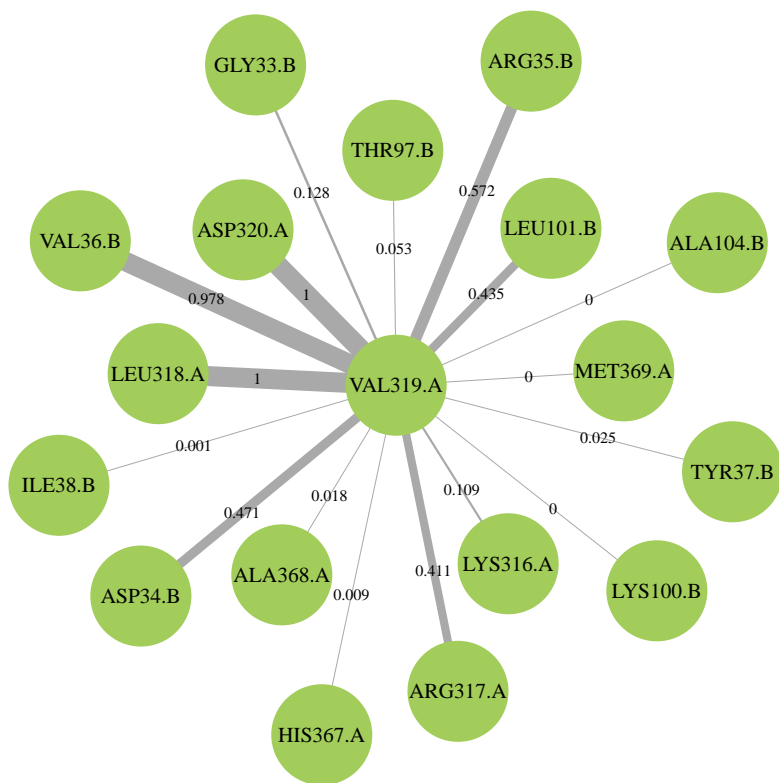 ARG35.B
GLY33.B
THR97.B
0.128
0.572
ASP320.A
LEU101.B
VAL36.B
ALA104.B
0.053
0.978
1
0.435
0
LEU318.A
1
VAL319.A
0
MET369.A
0.025
0.001
ILE38.B
TYR37.B
0.018
0.109
0.471
0
LYS316.A
0.411
ALA368.A
LYS100.B
ASP34.B
0.009
ARG317.A
HIS367.A